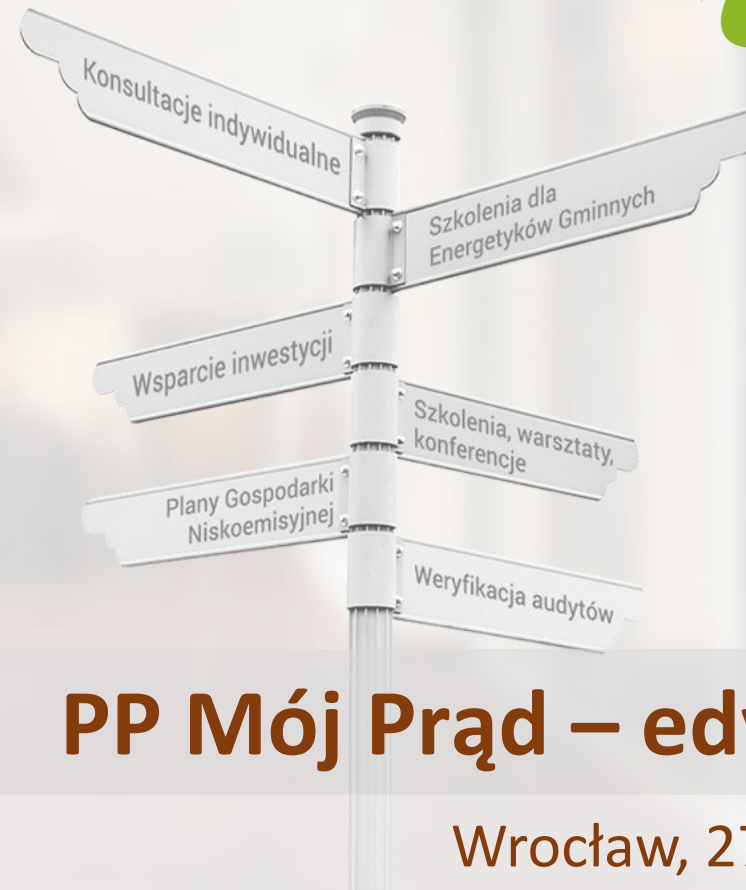 Konsultacje indywidualne
Szkolenia dla
Energetyków Gminnych
Wsparcie inwestycji
Szkolenia, warsztaty,
konferencje
Plany Gospodarki
Niskoemisyjnej
Weryfikacja audytów
PP Mój Prąd –
Wrocław,